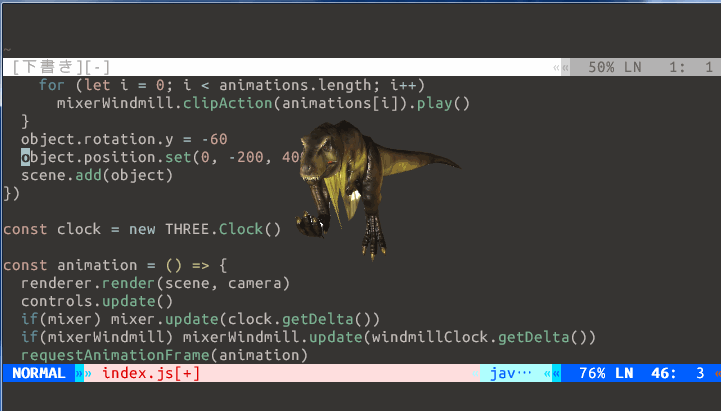 ~
[下書き][-] «« 50% LN 1: 1
for (let i = 0; i < animations.length; i++)
mixerWindmill.clipAction(animations[i]).play()
}
object.rotation.y = -60
object.position.set(0, -200, 40
scene.add(object)
})
const clock = new THREE.Clock()
const animation = () => {
renderer.render(scene, camera)
controls.update()
if(mixer) mixer.update(clock.getDelta())
if(mixerWindmill) mixerWindmill.update(windmillClock.getDelta())
requestAnimationFrame(animation)
NORMAL »» index.js[+] « jav… «« 76% LN 46: 3 «